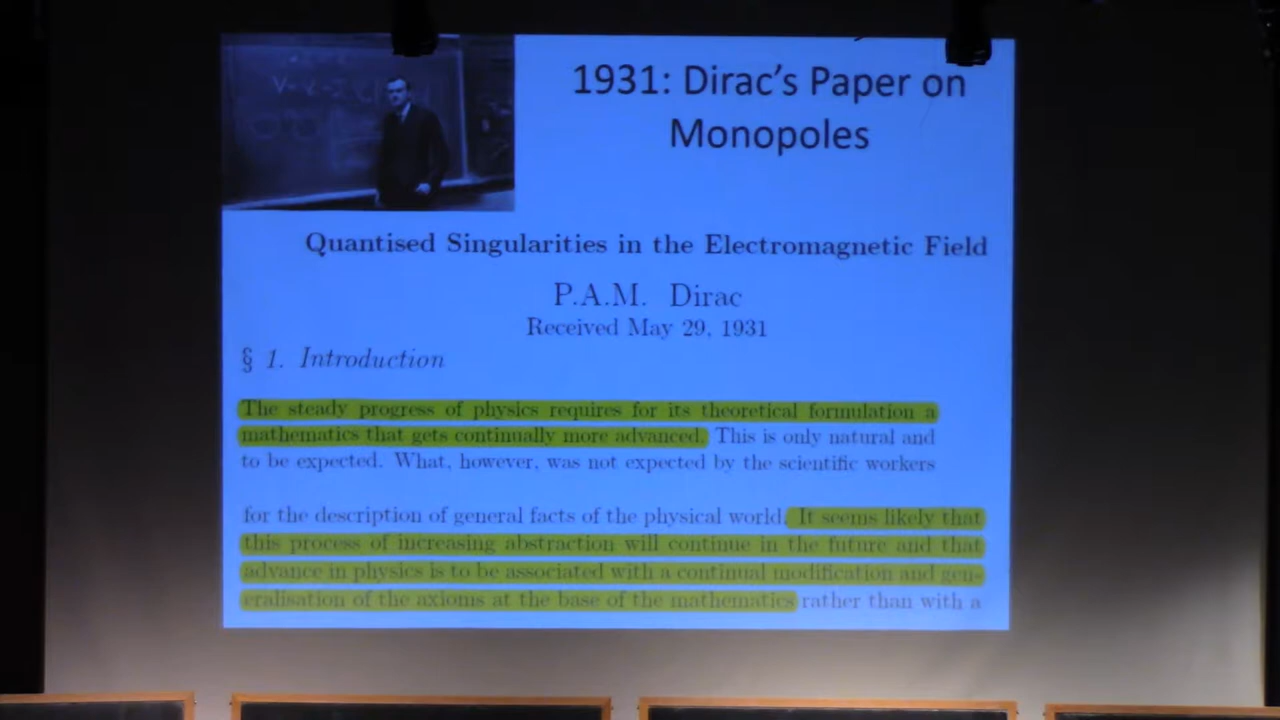 1931: Dirac's Paper on
Monopoles
Quantised Singularities in the Electromagnetic Field
P.A.M. Dirac
Received May 29, 1931
§ 1. Introduction
The steady progress of physics requires for its theoretical formulation a
mathematics that gets continually more advanced. This is only natural and
to be expected. What, however, was not expected by the scientific workers
for the description of general facts of the physical world. It seems likely that
this process of increasing abstraction will continue in the future and that
advance in physics is to be associated with a continual modification and gen-
eralisation of the axioms at the base of the mathematics rather than with a